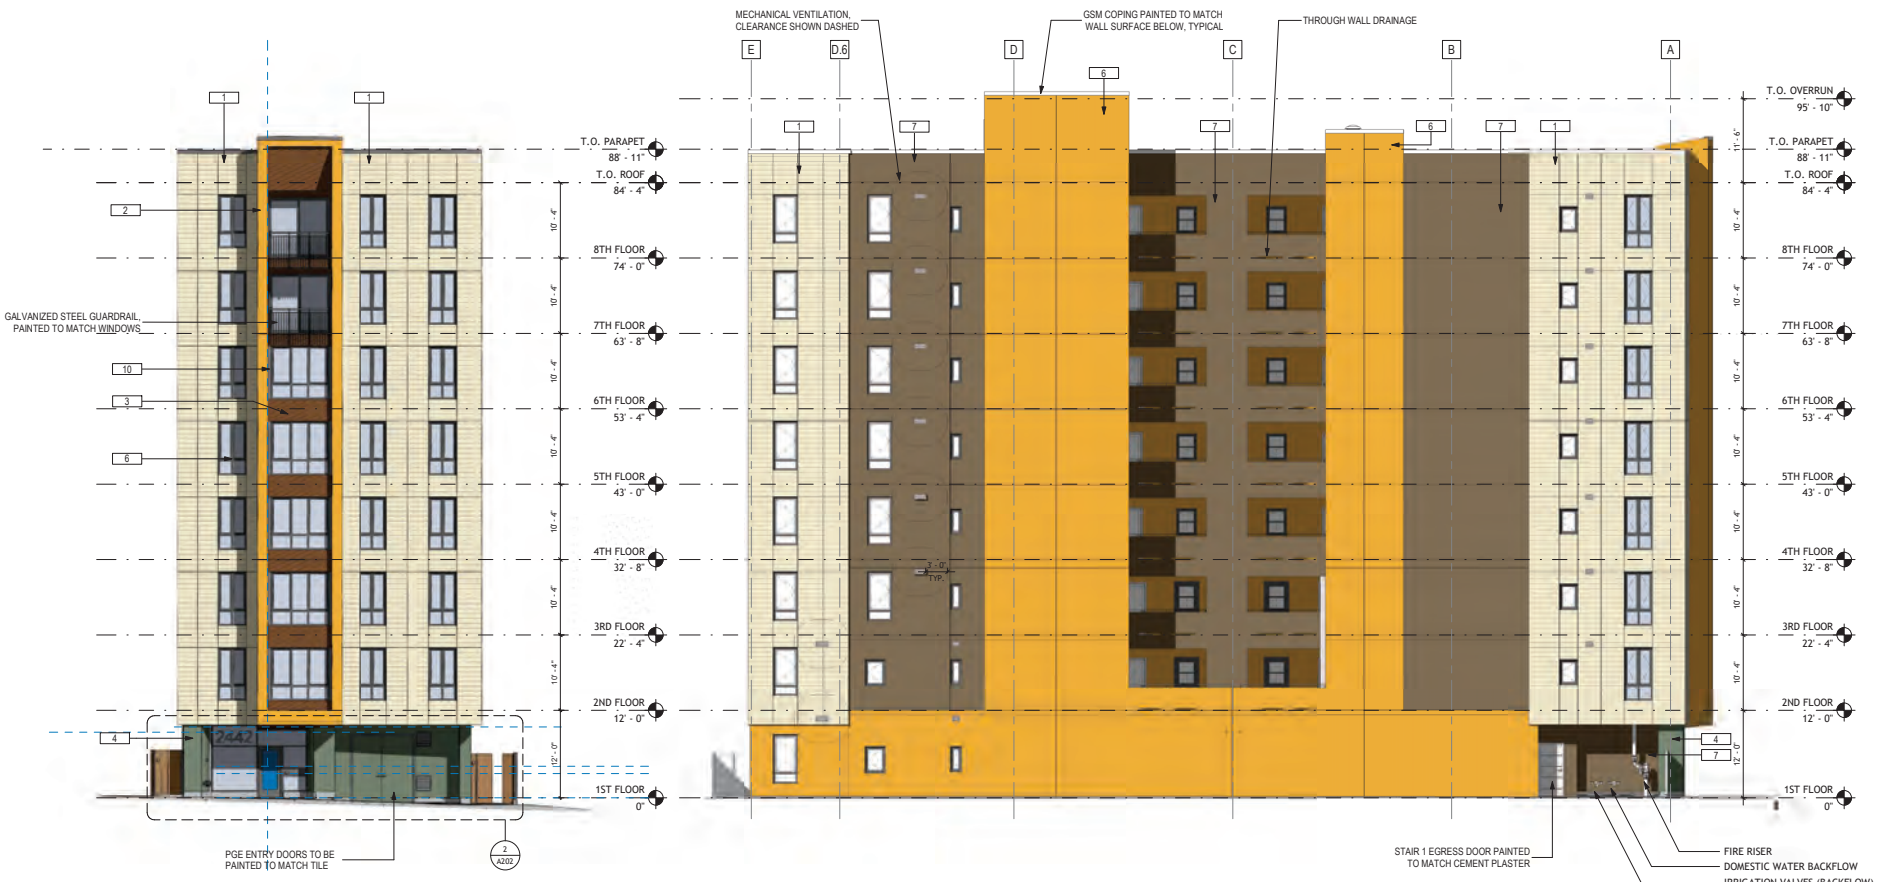 MECHANICAL VENTILATION,
CLEARANCE SHOWN DASHED
GSM COPING PAINTED TO MATCH
WALL SURFACE BELOW, TYPICAL
THROUGH WALL DRAINAGE
E
D.6
D
C
B
A
1
1
2
GALVANIZED STEEL GUARDRAIL,
PAINTED TO MATCH WINDOWS
10
3
6
4
2442
PGE ENTRY DOORS TO BE
PAINTED TO MATCH TILE
2
A202
T.O. PARAPET
88' - 11"
T.O. ROOF
84' - 4"
10' - 4"
8TH FLOOR
74' - 0"
10' - 4"
7TH FLOOR
63' - 8"
10' - 4"
6TH FLOOR
53' - 4"
10' - 4"
5TH FLOOR
43' - 0"
10' - 4"
4TH FLOOR
32' - 8"
10' - 4"
3RD FLOOR
22' - 4"
10' - 4"
2ND FLOOR
12' - 0"
12' - 0"
1ST FLOOR
0"
1
7
6
7
6
7
1
3' - 0"
TYP.
T.O. OVERRUN
95' - 10"
T.O. PARAPET
88' - 11"
T.O. ROOF
84' - 4"
10' - 4"
8TH FLOOR
74' - 0"
10' - 4"
7TH FLOOR
63' - 8"
10' - 4"
6TH FLOOR
53' - 4"
10' - 4"
5TH FLOOR
43' - 0"
10' - 4"
4TH FLOOR
32' - 8"
10' - 4"
3RD FLOOR
22' - 4"
10' - 4"
2ND FLOOR
12' - 0"
4
7
12' - 0"
1ST FLOOR
0"
STAIR 1 EGRESS DOOR PAINTED
TO MATCH CEMENT PLASTER
FIRE RISER
DOMESTIC WATER BACKFLOW
IRRIGATION VALVES (BACKFLOW)